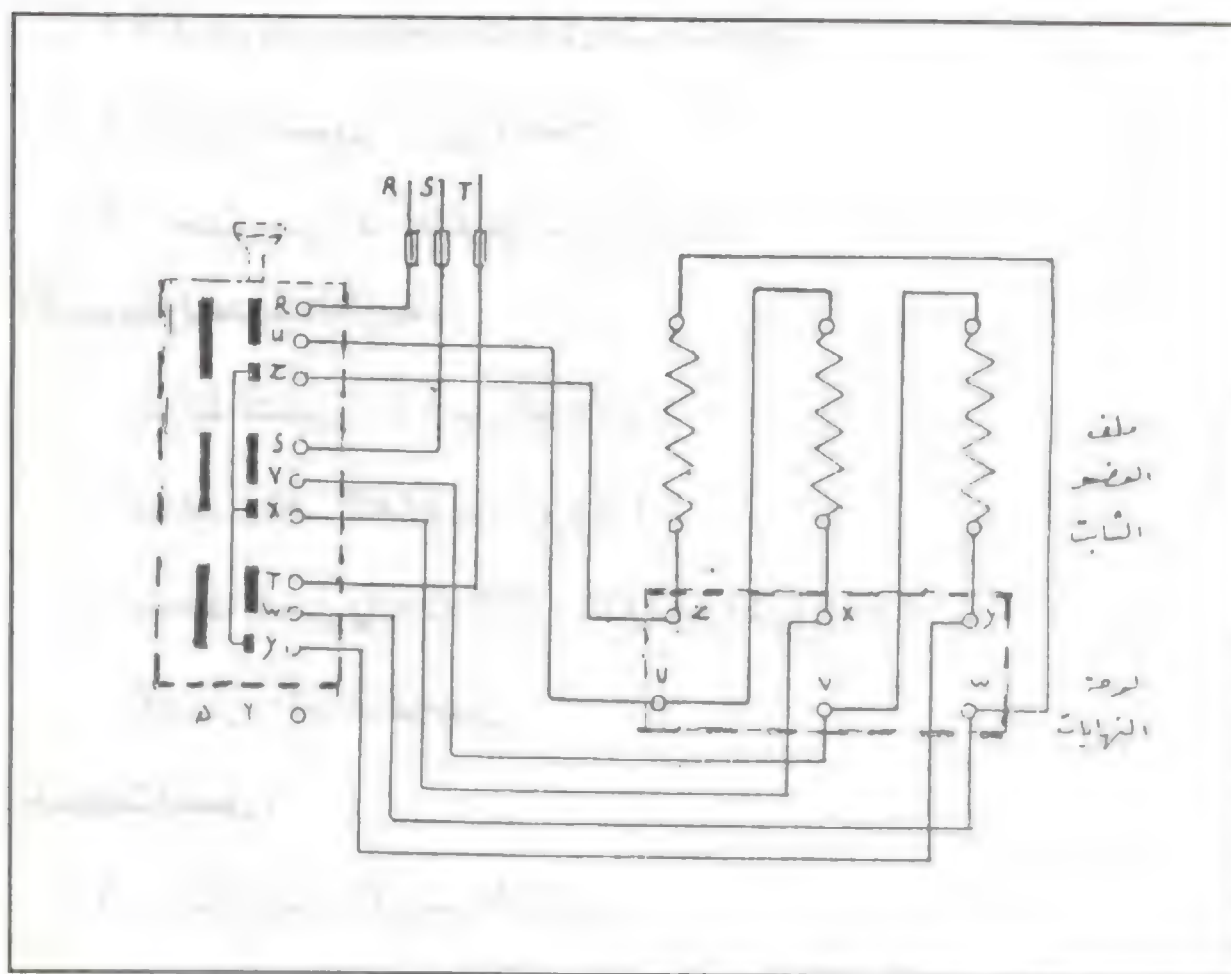 R S T
R
U
Z
S
V
X
T
W
Y
Δ Y O
ملف
العضو
الثابت
Z X Y
U V W
لوحة
النهايات